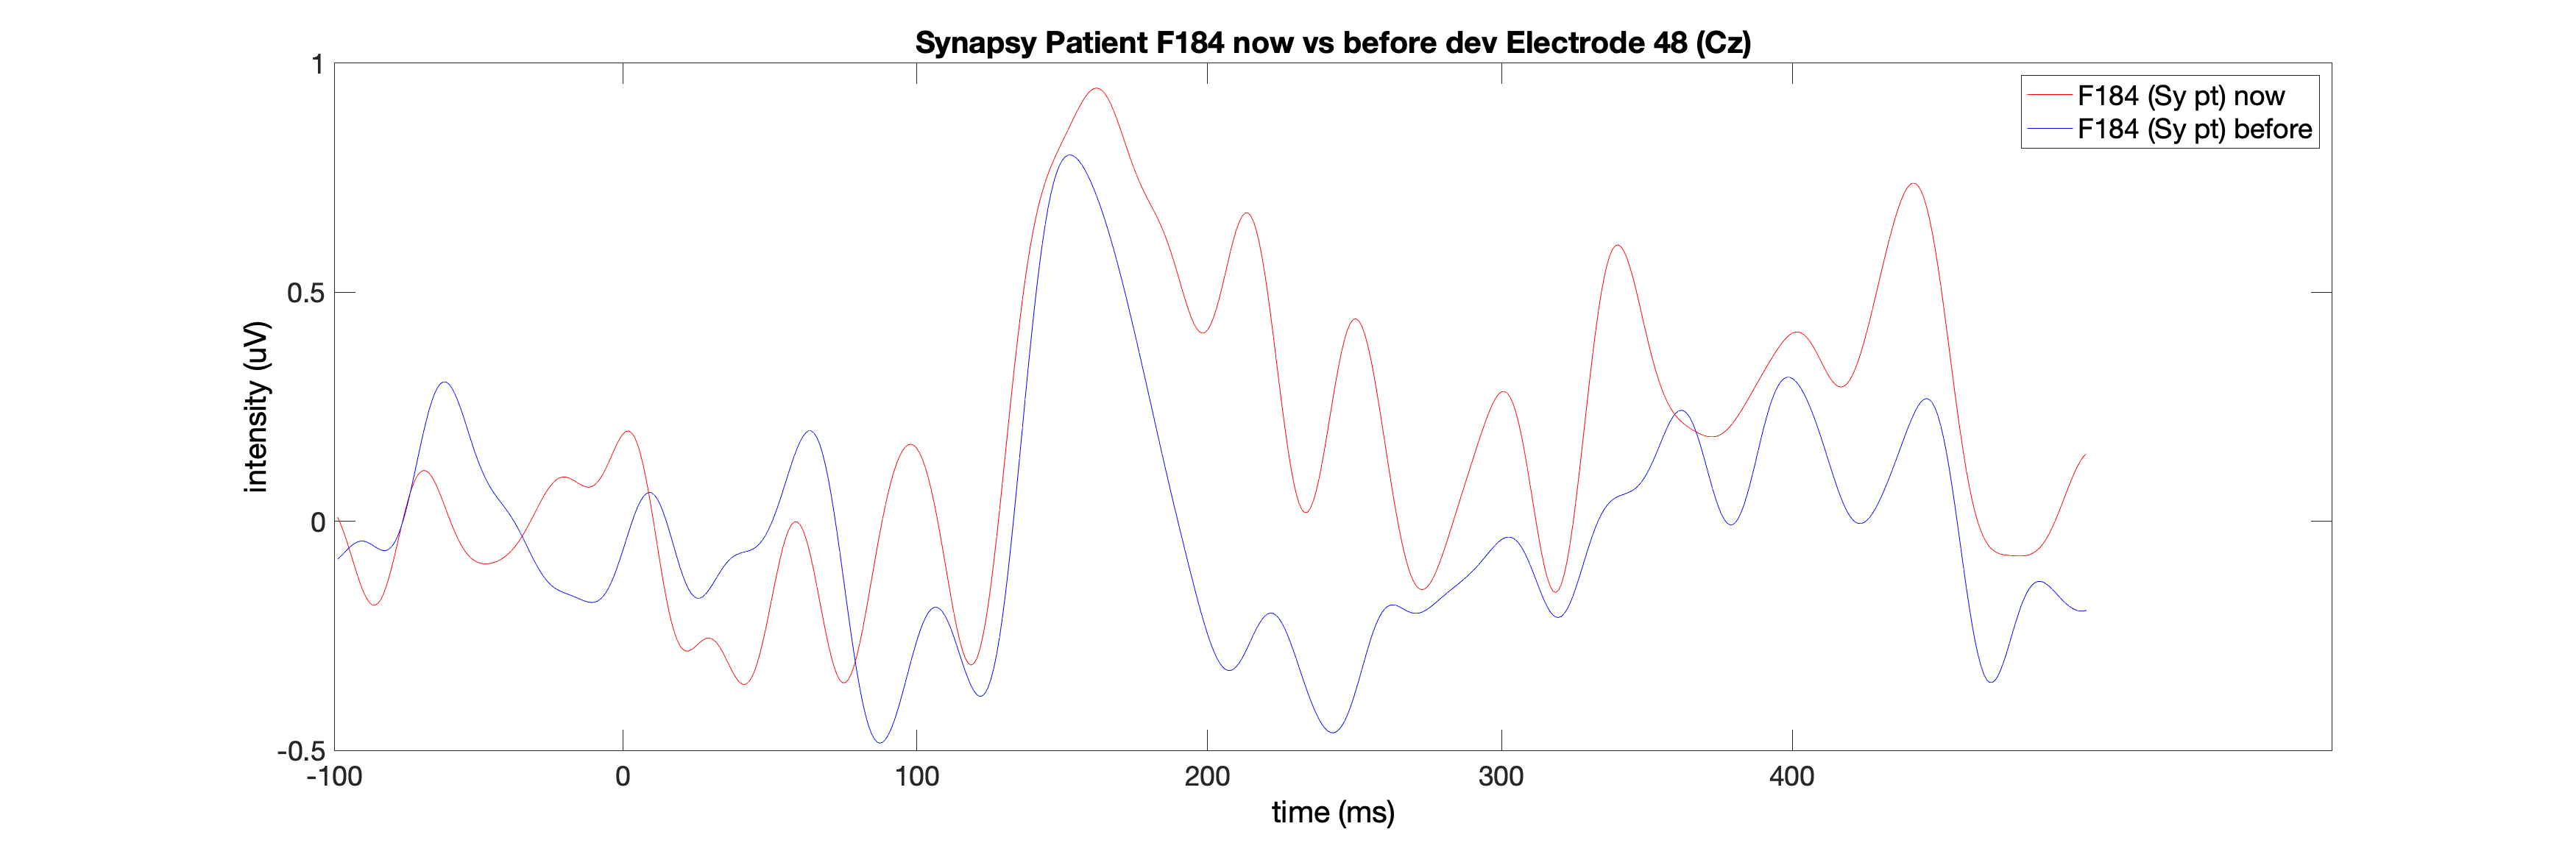 Synapsy Patient F184 now vs before dev Electrode 48 (Cz)
F184 (Sy pt) now
F184 (Sy pt) before
intensity (uV)
1
0.5
0
-0.5
-100 0 100 200 300 400
time (ms)